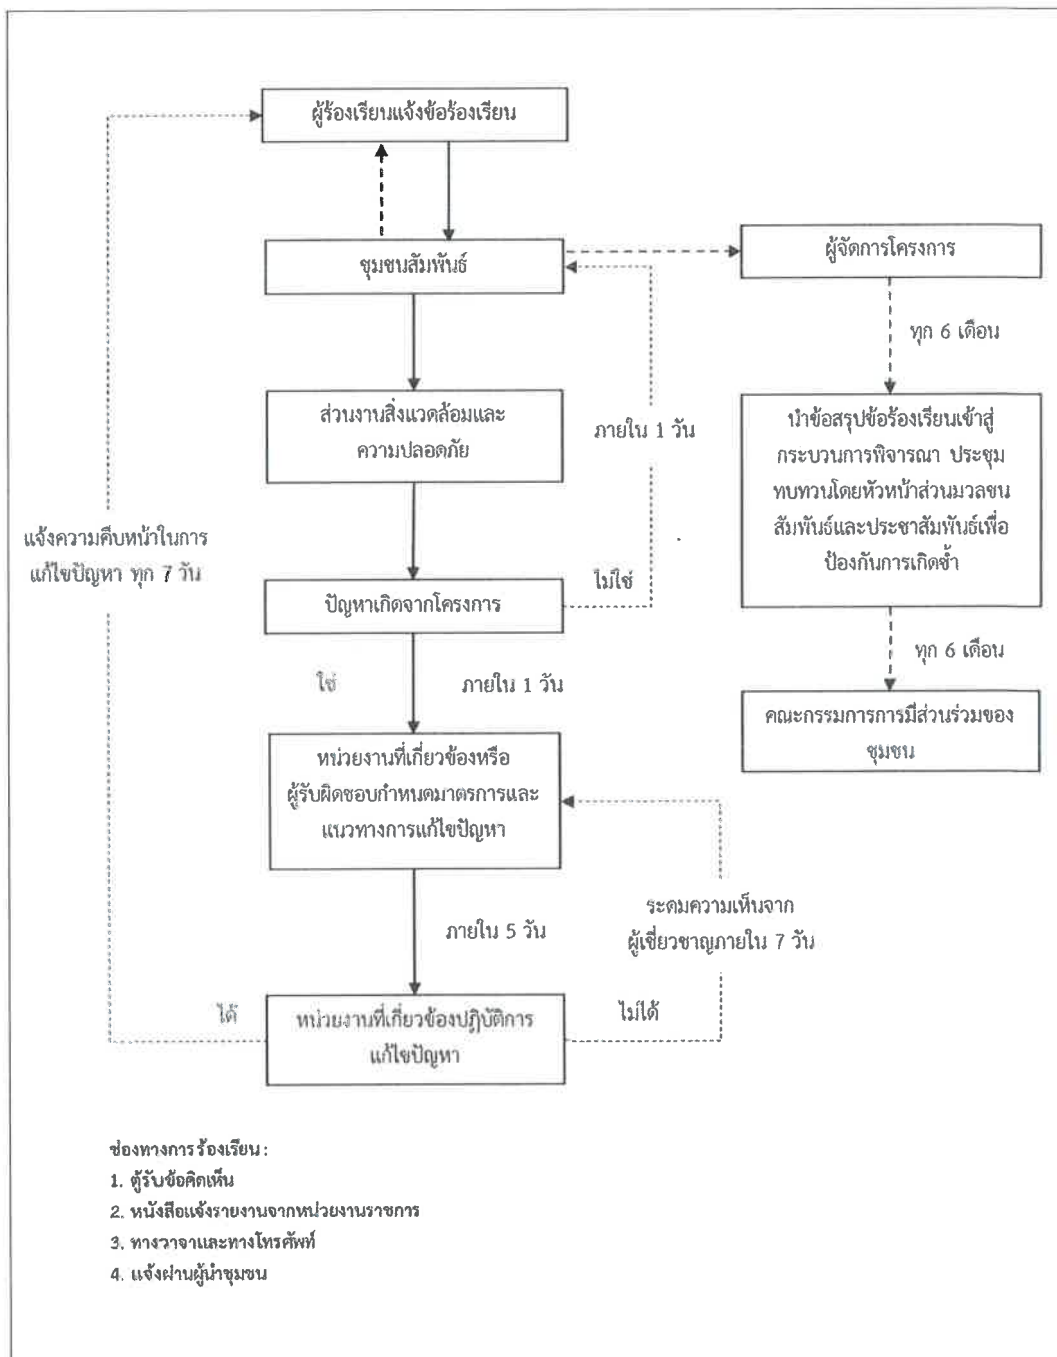 ผู้ร้องเรียนแจ้งข้อร้องเรียน
ชุมชนสัมพันธ์
ผู้จัดการโครงการ
ทุก 6 เดือน
ส่วนงานสิ่งแวดล้อมและ
ความปลอดภัย
ภายใน 1 วัน
นำข้อสรุปข้อร้องเรียนเข้าสู่
กระบวนการพิจารณา ประชุม
ทบทวนโดยหัวหน้าส่วนมวลชน
สัมพันธ์และประชาสัมพันธ์เพื่อ
ป้องกันการเกิดซ้ำ
แจ้งความคืบหน้าในการ
แก้ไขปัญหา ทุก 7 วัน
ปัญหาเกิดจากโครงการ
ไม่ใช่
ทุก 6 เดือน
ใช่
ภายใน 1 วัน
คณะกรรมการการมีส่วนร่วมของ
ชุมชน
หน่วยงานที่เกี่ยวข้องหรือ
ผู้รับผิดชอบกำหนดมาตรการและ
แนวทางการแก้ไขปัญหา
ภายใน 5 วัน
ระดมความเห็นจาก
ผู้เชี่ยวชาญภายใน 7 วัน
ได้
หน่วยงานที่เกี่ยวข้องปฏิบัติการ
แก้ไขปัญหา
ไม่ได้
ช่องทางการร้องเรียน :
1. ตู้รับข้อคิดเห็น
2. หนังสือแจ้งรายงานจากหน่วยงานราชการ
3. ทางวาจาและทางโทรศัพท์
4. แจ้งผ่านผู้นำชุมชน